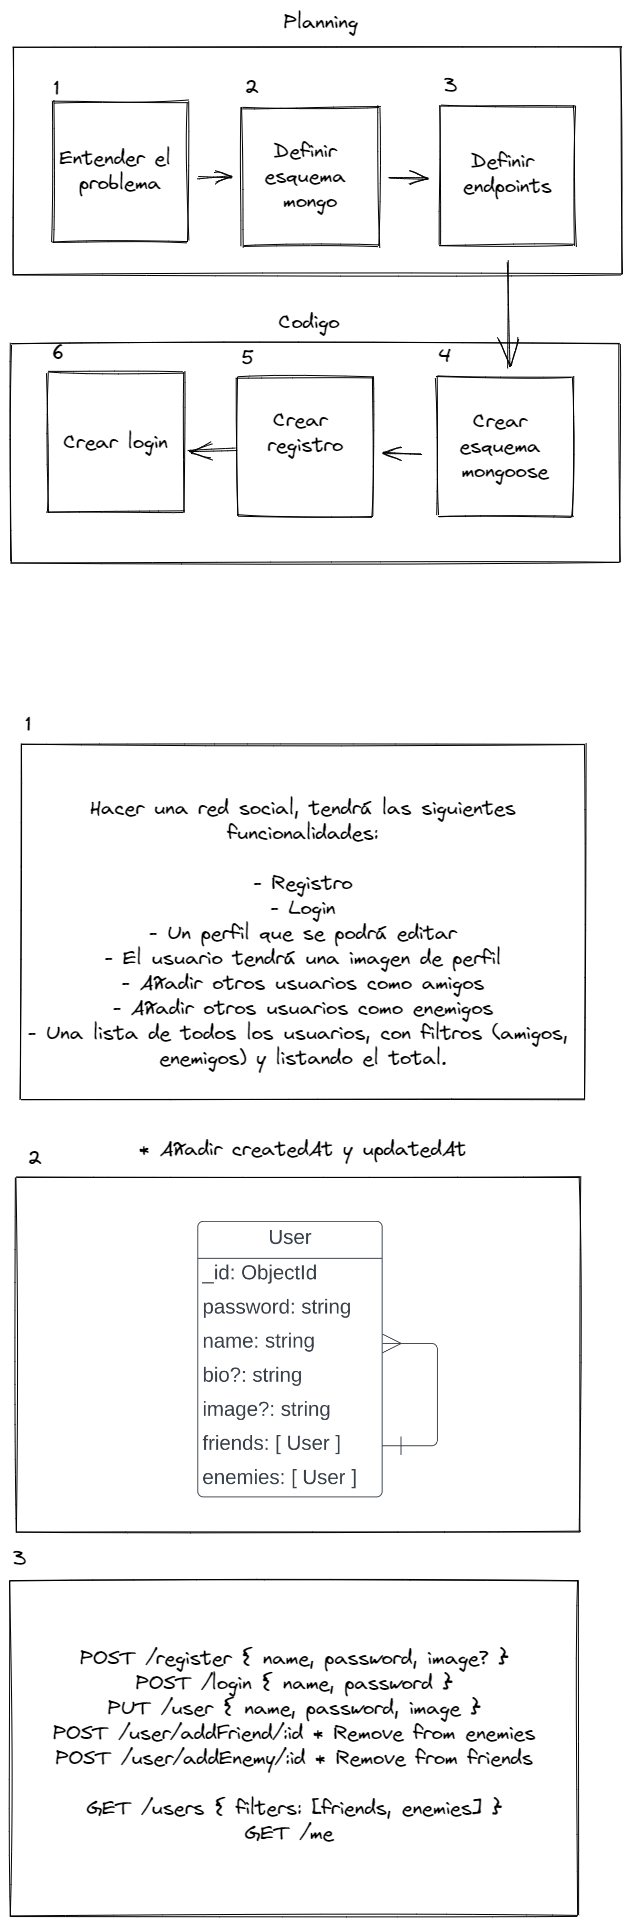 Planning
1
2
3
Entender el
problema
Definir
esquema
mongo
Definir
endpoints
Codigo
6
5
4
Crear login
Crear
registro
Crear
esquema
mongoose
1
Hacer una red social, tendrá las siguientes
funcionalidades:
- Registro
- Login
- Un perfil que se podrá editar
- El usuario tendrá una imagen de perfil
- Añadir otros usuarios como amigos
- Añadir otros usuarios como enemigos
- Una lista de todos los usuarios, con filtros (amigos,
enemigos) y listando el total.
2
* Añadir createdAt y updatedAt
User
_id: ObjectId
password: string
name: string
bio?: string
image?: string
friends: [ User ]
enemies: [ User ]
3
POST /register { name, password, image? }
POST /login { name, password }
PUT /user { name, password, image }
POST /user/addFriend/:id * Remove from enemies
POST /user/addEnemy/:id * Remove from friends
GET /users { filters: [friends, enemies] }
GET /me